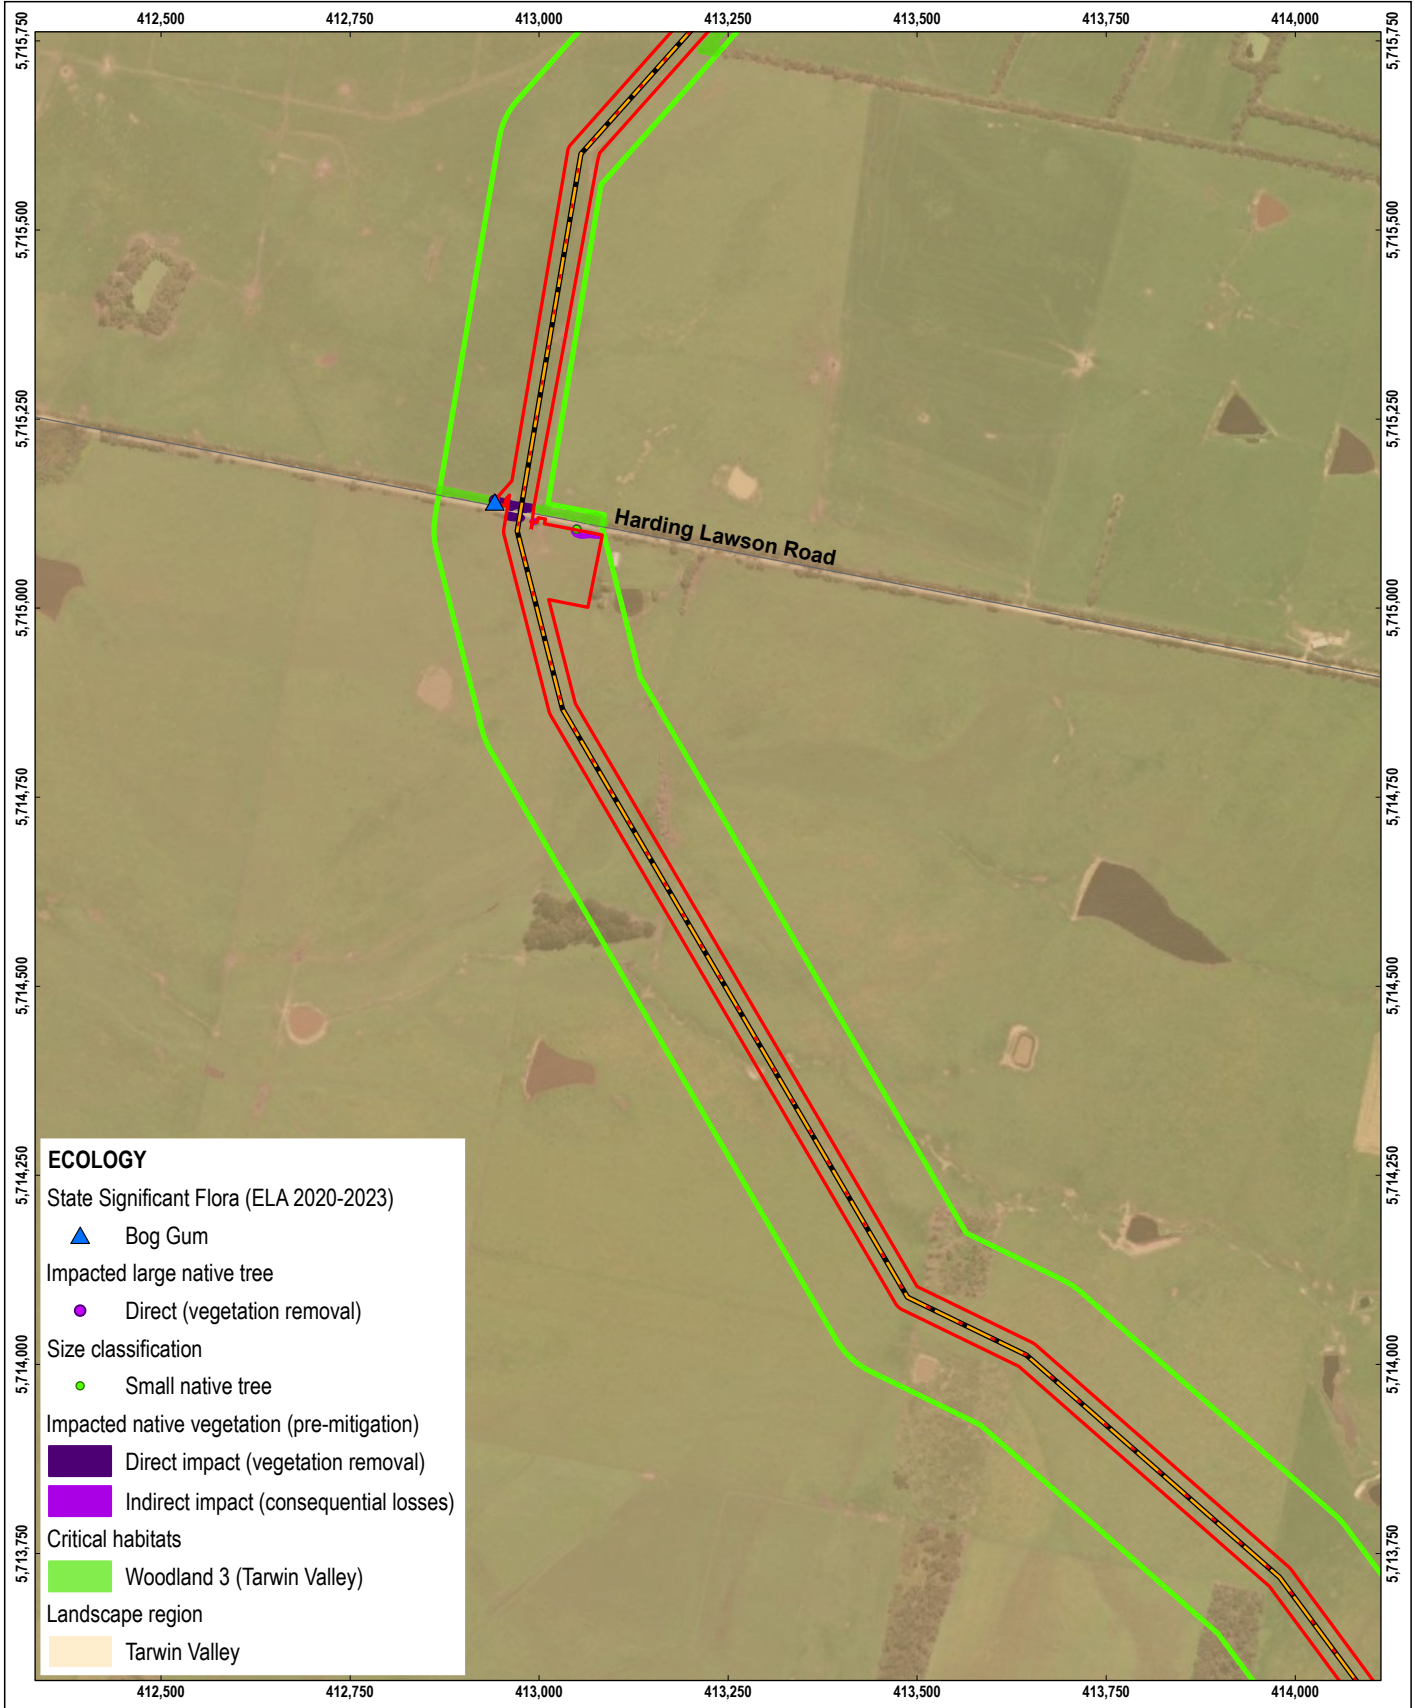 412,500 412,750 413,000 413,250 413,500 413,750 414,000
5,715,750 5,715,750
5,715,500 5,715,500
5,715,250 5,715,250
Harding Lawson Road
5,715,000 5,715,000
5,714,750 5,714,750
5,714,500 5,714,500
5,714,250 5,714,250
5,714,000 5,714,000
5,713,750 5,713,750
ECOLOGY
State Significant Flora (ELA 2020-2023)
Bog Gum
Impacted large native tree
Direct (vegetation removal)
Size classification
Small native tree
Impacted native vegetation (pre-mitigation)
Direct impact (vegetation removal)
Indirect impact (consequential losses)
Critical habitats
Woodland 3 (Tarwin Valley)
Landscape region
Tarwin Valley
412,500 412,750 413,000 413,250 413,500 413,750 414,000